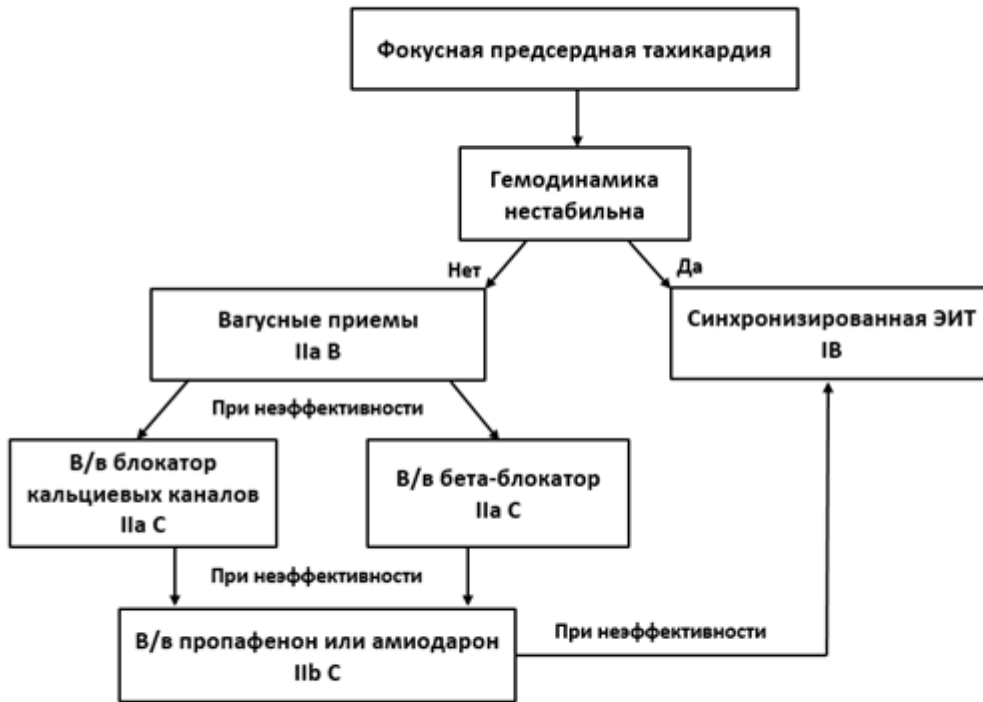 Фокусная предсердная тахикардия
Гемодинамика
нестабильна
Нет
Да
Вагусные приемы
IIa B
Синхронизированная ЭИТ
IB
При неэффективности
В/в блокатор
кальциевых каналов
IIa C
В/в бета-блокатор
IIa C
При неэффективности
В/в пропафенон или амиодарон
IIb C
При неэффективности